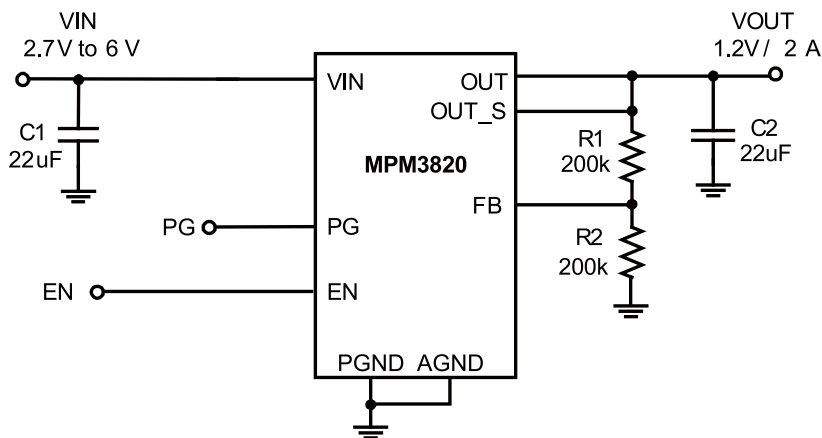 VIN
2.7V to 6 V
VOUT
1.2V / 2 A
VIN
OUT
OUT_S
C1
22uF
MPM3820
R1
200k
C2
22uF
FB
PG
PG
R2
200k
EN
EN
PGND AGND